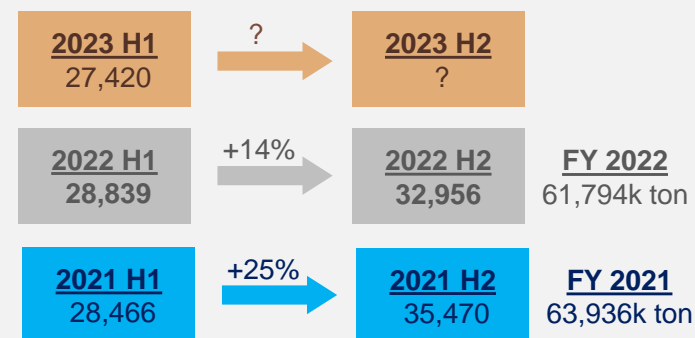 2023 H1
27,420
?
2023 H2
?
2022 H1
28,839
+14%
2022 H2
32,956
FY 2022
61,794k ton
2021 H1
28,466
+25%
2021 H2
35,470
FY 2021
63,936k ton